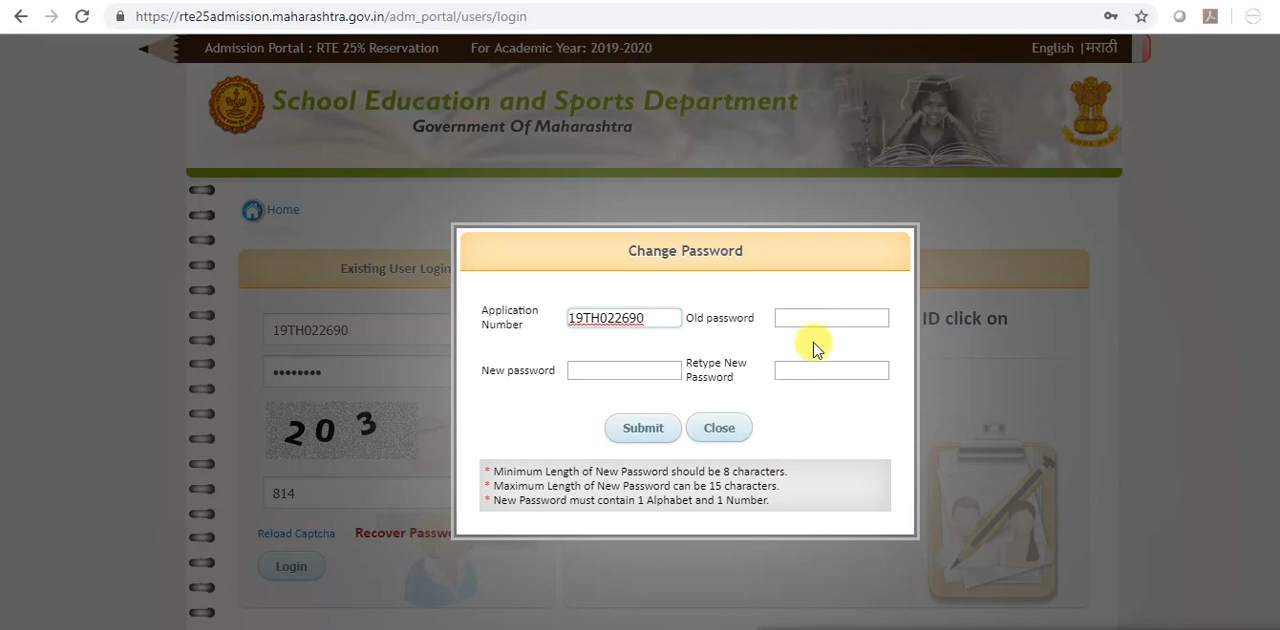 https://rte25admission.maharashtra.gov.in/adm_portal/users/login
Admission Portal : RTE 25% Reservation For Academic Year: 2019-2020 English |मराठी
School Education and Sports Department
Government Of Maharashtra
Home
Existing User Login
19TH022690
••••••••
203
814
Reload Captcha Recover
Login
ID click on
Change Password
Application Number 19TH022690 Old password
New password Retype New Password
Submit Close
* Minimum Length of New Password should be 8 characters.
* Maximum Length of New Password can be 15 characters.
* New Password must contain 1 Alphabet and 1 Number.